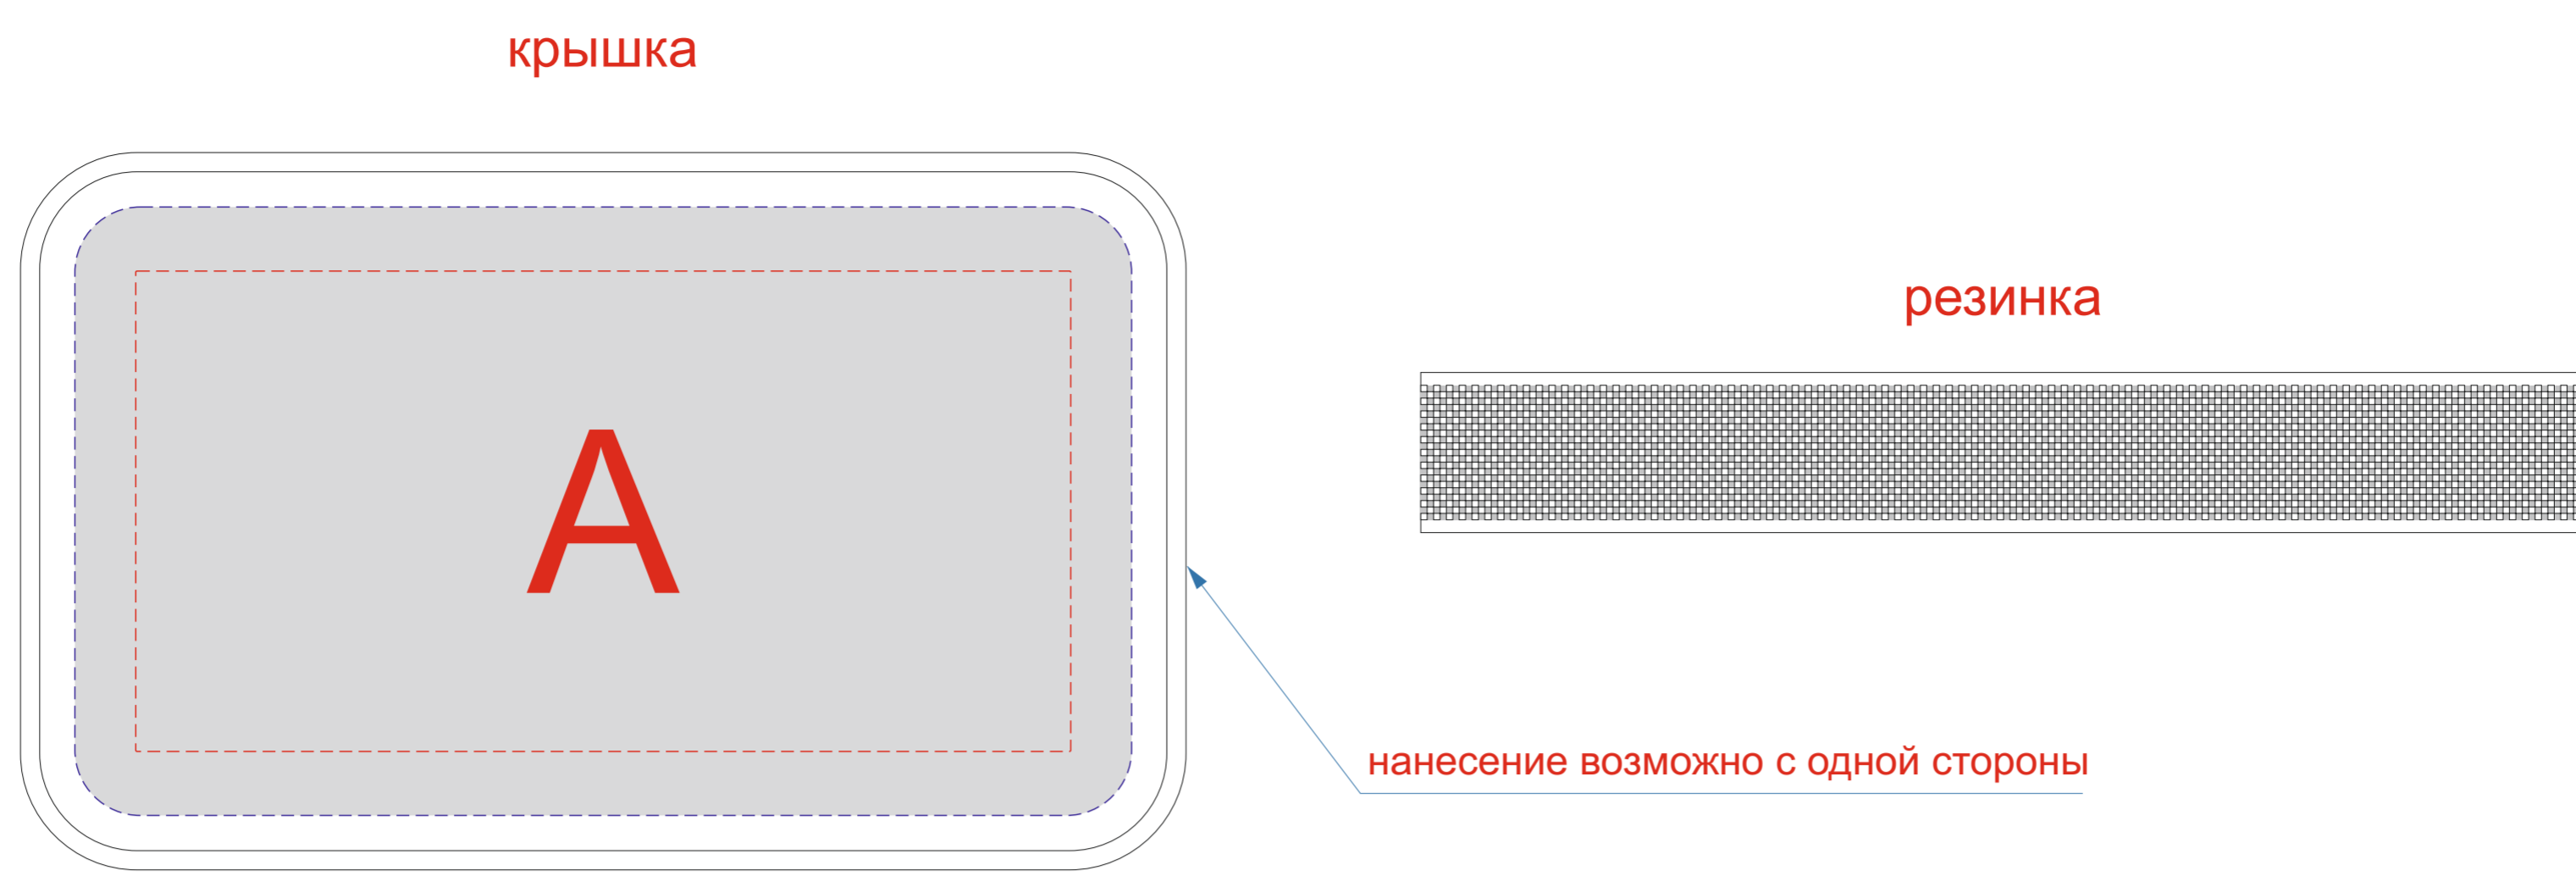 крышка
резинка
А
нанесение возможно с одной стороны